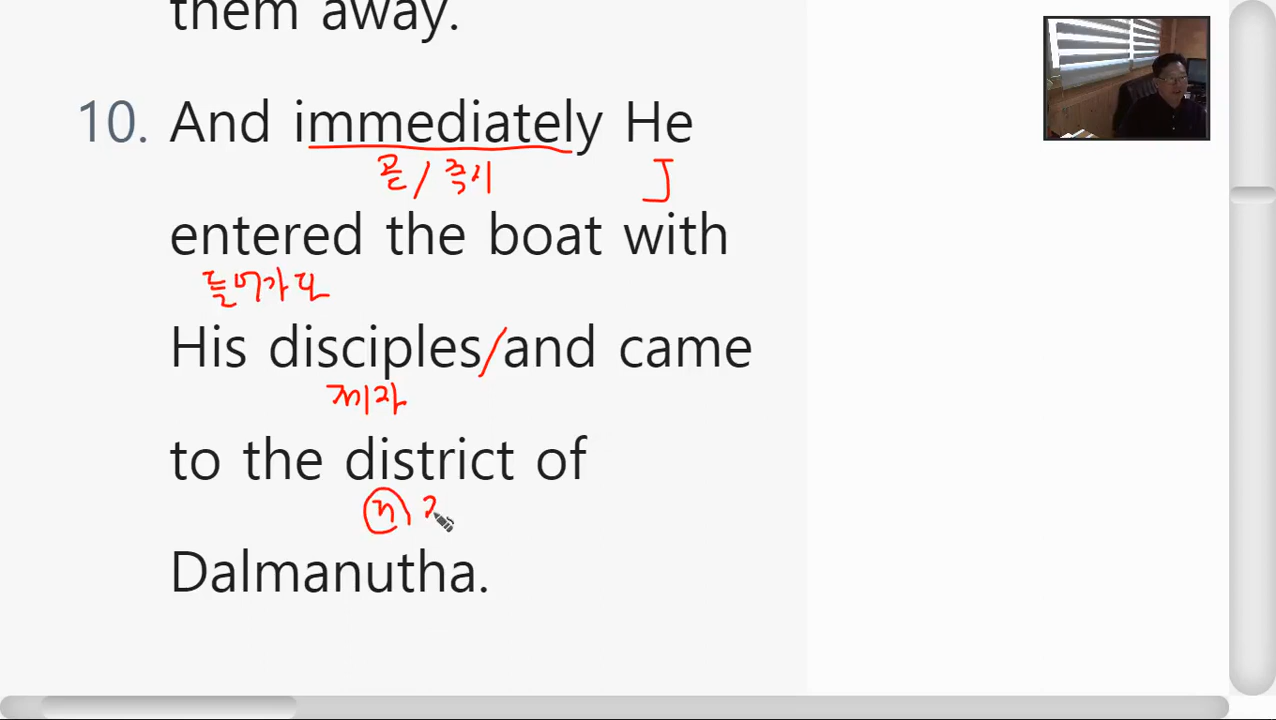 them away.
10. And immediately He
곧 / 즉시 J
entered the boat with
들어가다
His disciples/and came
제자
to the district of
n
Dalmanutha.